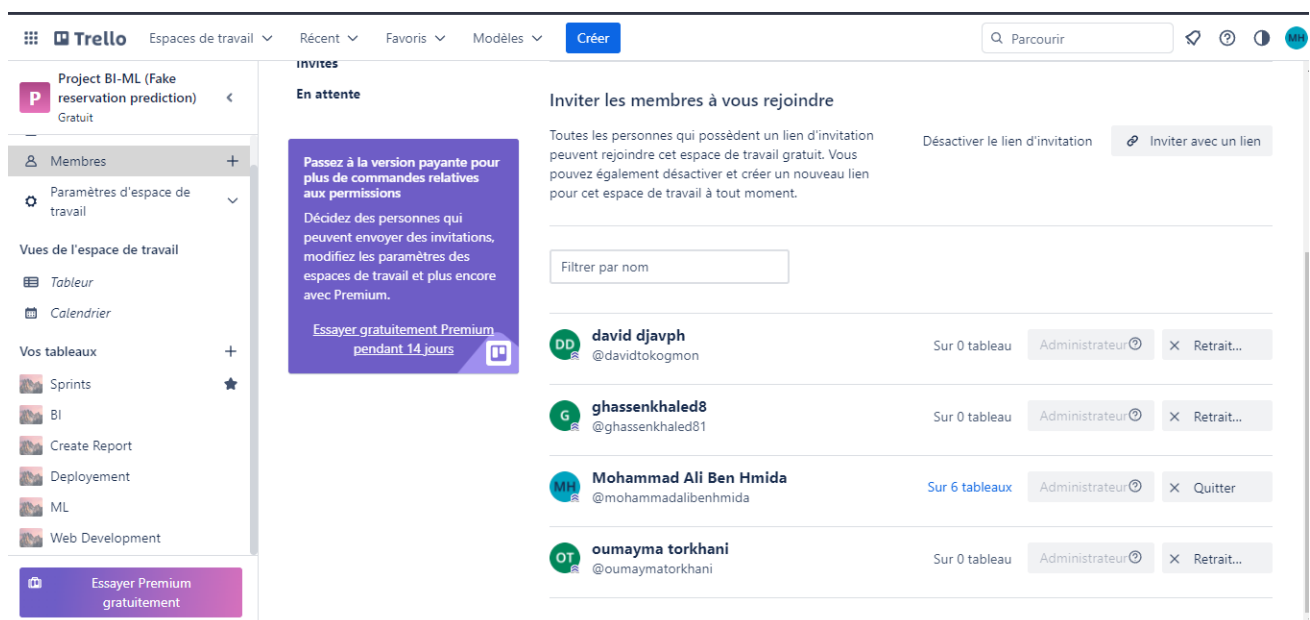 Trello Espaces de travail Récent Favoris Modèles Créer Parcourir MH
P
Project BI-ML (Fake
reservation prediction)
Gratuit
Membres
Paramètres d'espace de
travail
Vues de l'espace de travail
Tableur
Calendrier
Vos tableaux
Sprints
BI
Create Report
Deployement
ML
Web Development
Essayer Premium
gratuitement
Invités
En attente
Passez à la version payante pour
plus de commandes relatives
aux permissions
Décidez des personnes qui
peuvent envoyer des invitations,
modifiez les paramètres des
espaces de travail et plus encore
avec Premium.
Essayer gratuitement Premium
pendant 14 jours
Inviter les membres à vous rejoindre
Toutes les personnes qui possèdent un lien d'invitation
peuvent rejoindre cet espace de travail gratuit. Vous
pouvez également désactiver et créer un nouveau lien
pour cet espace de travail à tout moment.
Désactiver le lien d'invitation Inviter avec un lien
Filtrer par nom
DD david djavph
@davidtokogmon
Sur 0 tableau Administrateur Retrait...
G ghassenkhaled8
@ghassenkhaled81
Sur 0 tableau Administrateur Retrait...
MH Mohammad Ali Ben Hmida
@mohammadalibenhmida
Sur 6 tableaux Administrateur Quitter
OT oumayma torkhani
@oumaymatorkhani
Sur 0 tableau Administrateur Retrait...